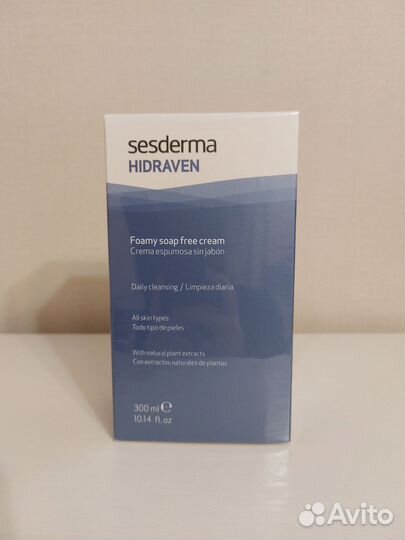 sesderma
HIDRAVEN
Foamy soap free cream
Crema espumosa sin jabón
Daily cleansing / Limpieza diaria
All skin types
Todo tipo de pieles
With natural plant extracts
Con extractos naturales de plantas
300 ml ℮
10.14 fl. oz
Avito